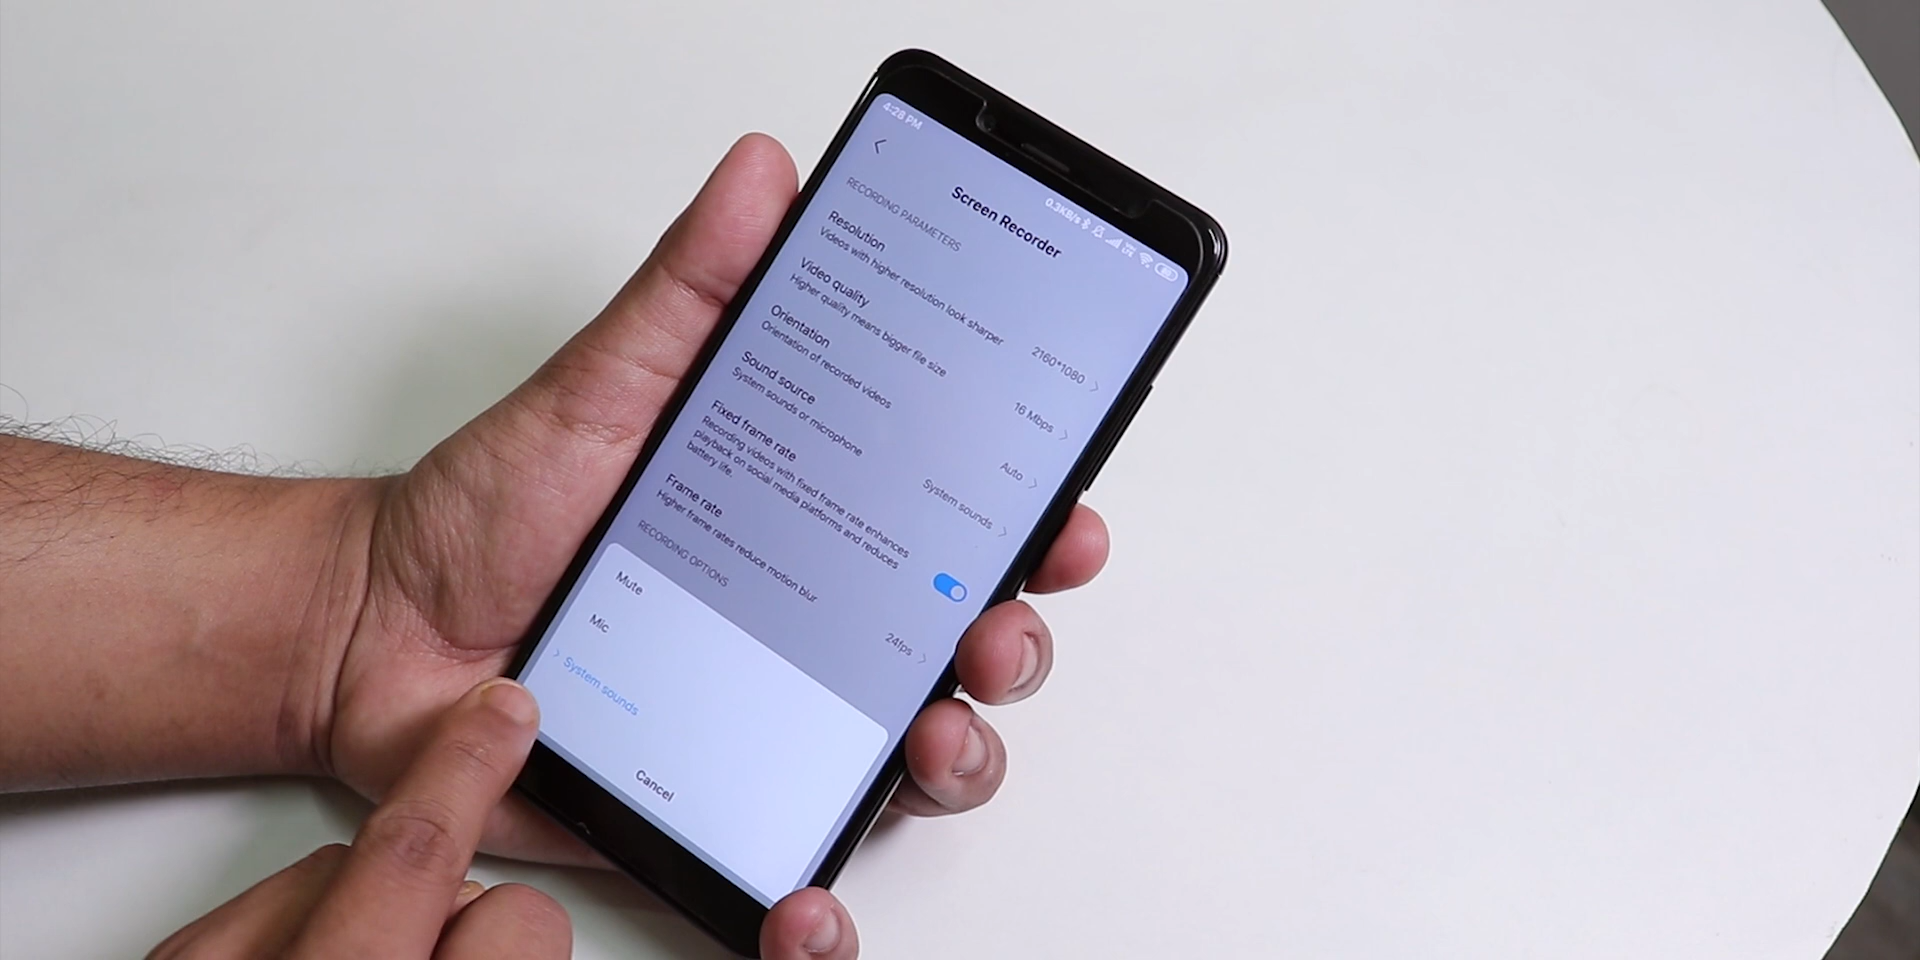 4:28 PM
0.3KB/s
VoLTE
Screen Recorder
RECORDING PARAMETERS
Resolution
Videos with higher resolution look sharper
2160*1080
Video quality
Higher quality means bigger file size
16 Mbps
Orientation
Orientation of recorded videos
Auto
Sound source
System sounds or microphone
System sounds
Fixed frame rate
Recording videos with fixed frame rate enhances
playback on social media platforms and reduces
battery life.
Frame rate
Higher frame rates reduce motion blur
24fps
RECORDING OPTIONS
Mute
Mic
System sounds
Cancel